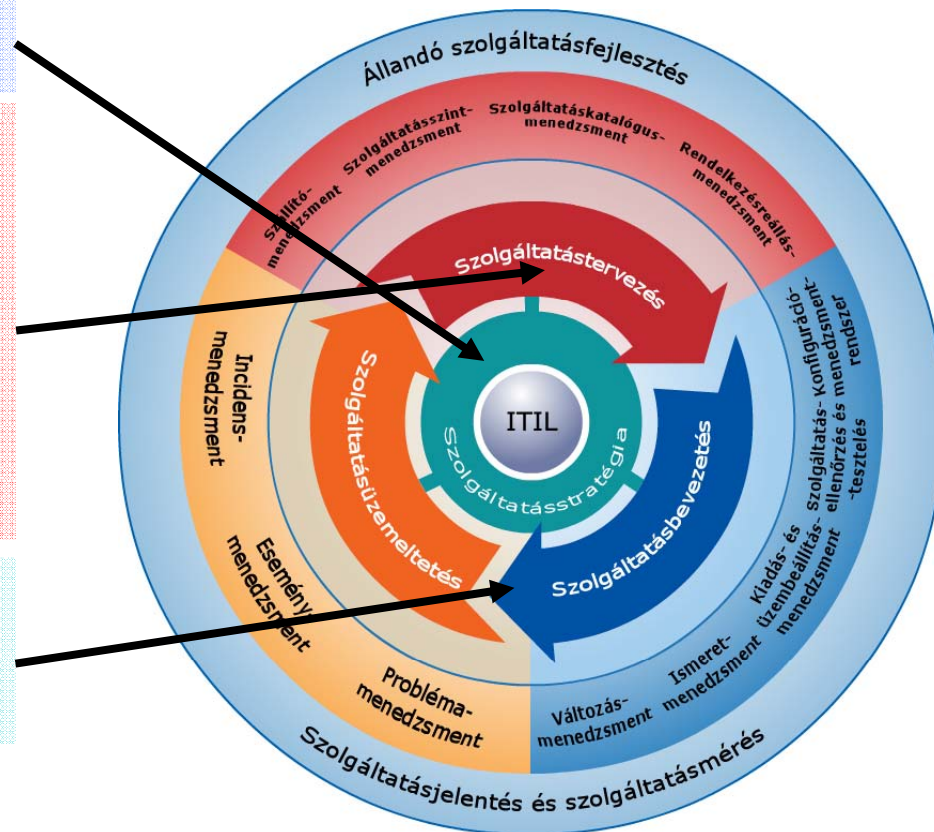 Állandó szolgáltatásfejlesztés
Szállító-
menedzsment
Szolgáltatásszint-
menedzsment
Szolgáltatáskatalógus-
menedzsment
Rendelkezésreállás-
menedzsment
Szolgáltatástervezés
Konfiguráció-
menedzsment-
rendszer
Szolgáltatás-
ellenőrzés és
-tesztelés
Kiadás- és
üzembeállítás-
menedzsment
Ismeret-
menedzsment
Változás-
menedzsment
Szolgáltatásbevezetés
ITIL
Szolgáltatásstratégia
Szolgáltatásüzemeltetés
Incidens-
menedzsment
Esemény-
menedzsment
Probléma-
menedzsment
Szolgáltatásjelentés és szolgáltatásmérés